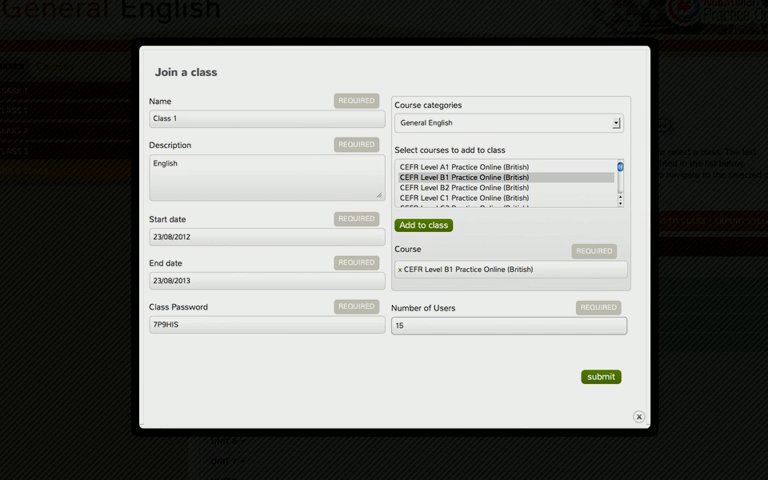 General English
Join a class
Name REQUIRED
Class 1
Description REQUIRED
English
Start date REQUIRED
23/08/2012
End date REQUIRED
23/08/2013
Class Password REQUIRED
7P9HIS
Course categories
General English
Select courses to add to class
CEFR Level A1 Practice Online (British)
CEFR Level B1 Practice Online (British)
CEFR Level B2 Practice Online (British)
CEFR Level C1 Practice Online (British)
Add to class
Course REQUIRED
x CEFR Level B1 Practice Online (British)
Number of Users REQUIRED
15
submit
x
UNIT 7